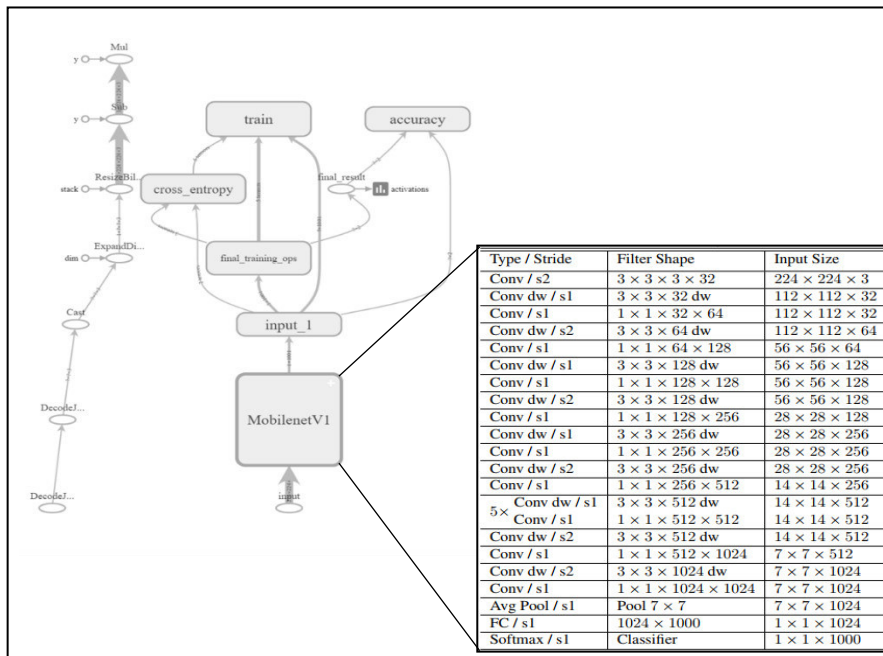 Mul
y
Sub
y
train
accuracy
ResizeBil...
stack
cross_entropy
final_result
activations
ExpandDi...
dim
final_training_ops
Cast
input_1
DecodeJ...
MobilenetV1
DecodeJ...
input
Type / Stride Filter Shape Input Size
Conv / s2 3 × 3 × 3 × 32 224 × 224 × 3
Conv dw / s1 3 × 3 × 32 dw 112 × 112 × 32
Conv / s1 1 × 1 × 32 × 64 112 × 112 × 32
Conv dw / s2 3 × 3 × 64 dw 112 × 112 × 64
Conv / s1 1 × 1 × 64 × 128 56 × 56 × 64
Conv dw / s1 3 × 3 × 128 dw 56 × 56 × 128
Conv / s1 1 × 1 × 128 × 128 56 × 56 × 128
Conv dw / s2 3 × 3 × 128 dw 56 × 56 × 128
Conv / s1 1 × 1 × 128 × 256 28 × 28 × 128
Conv dw / s1 3 × 3 × 256 dw 28 × 28 × 256
Conv / s1 1 × 1 × 256 × 256 28 × 28 × 256
Conv dw / s2 3 × 3 × 256 dw 28 × 28 × 256
Conv / s1 1 × 1 × 256 × 512 14 × 14 × 256
5× Conv dw / s1 3 × 3 × 512 dw 14 × 14 × 512
Conv / s1 1 × 1 × 512 × 512 14 × 14 × 512
Conv dw / s2 3 × 3 × 512 dw 14 × 14 × 512
Conv / s1 1 × 1 × 512 × 1024 7 × 7 × 512
Conv dw / s2 3 × 3 × 1024 dw 7 × 7 × 1024
Conv / s1 1 × 1 × 1024 × 1024 7 × 7 × 1024
Avg Pool / s1 Pool 7 × 7 7 × 7 × 1024
FC / s1 1024 × 1000 1 × 1 × 1024
Softmax / s1 Classifier 1 × 1 × 1000